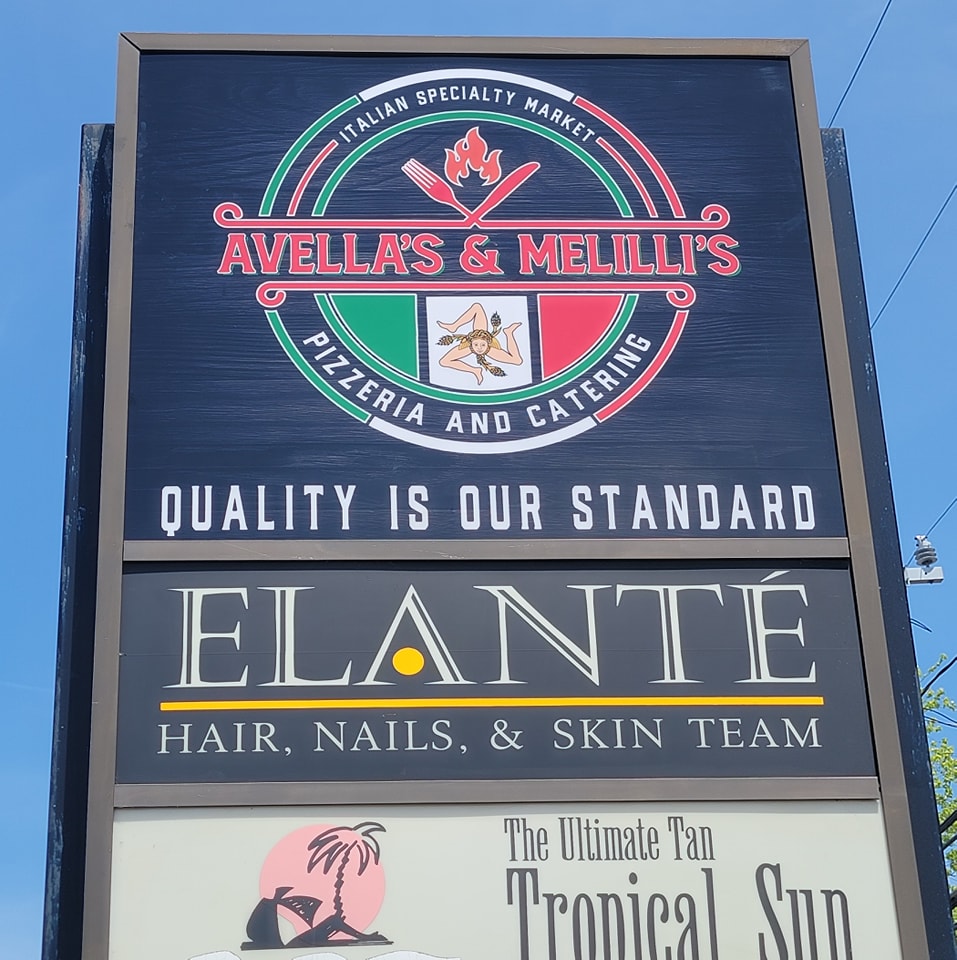 ITALIAN SPECIALTY MARKET
AVELLA'S & MELILLI'S
PIZZERIA AND CATERING
QUALITY IS OUR STANDARD
ELANTÉ
HAIR, NAILS, & SKIN TEAM
The Ultimate Tan
Tropical Sun